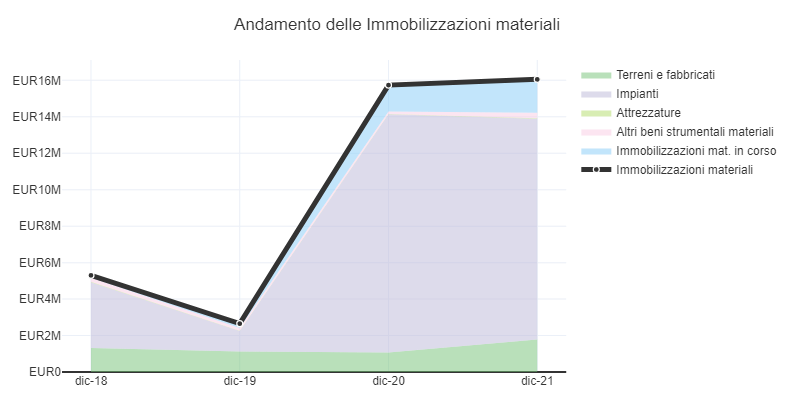 Andamento delle Immobilizzazioni materiali
EUR16M
EUR14M
EUR12M
EUR10M
EUR8M
EUR6M
EUR4M
EUR2M
EUR0
dic-18
dic-19
dic-20
dic-21
Terreni e fabbricati
Impianti
Attrezzature
Altri beni strumentali materiali
Immobilizzazioni mat. in corso
Immobilizzazioni materiali